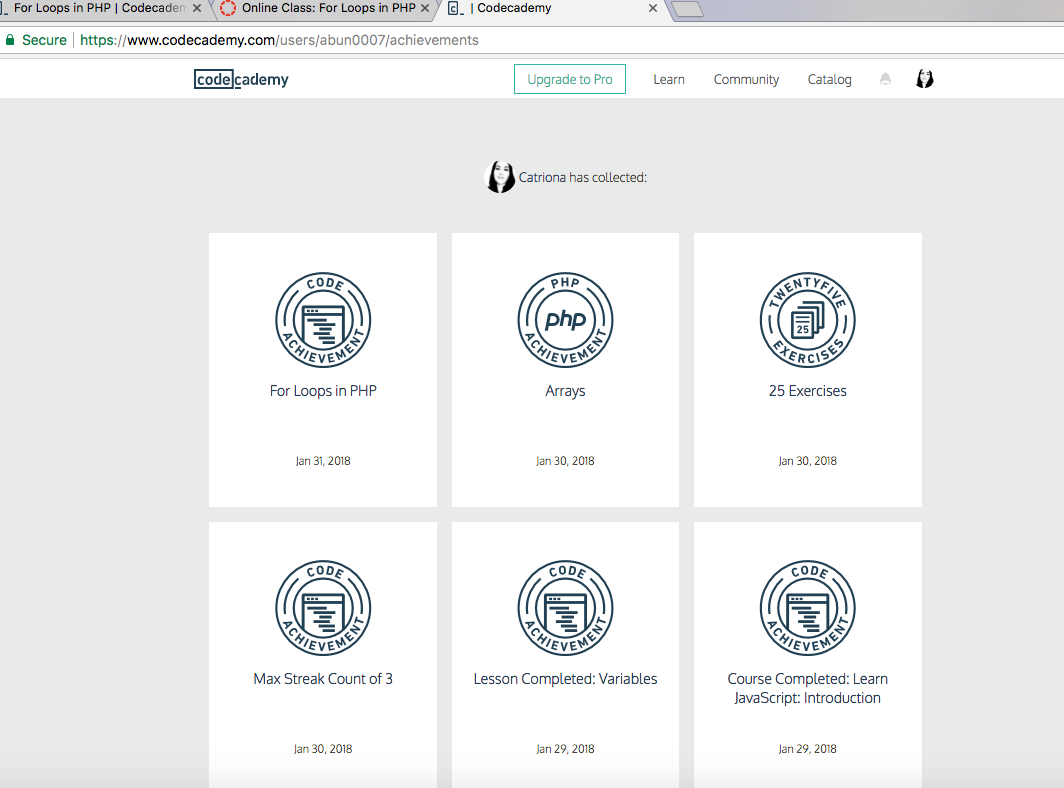 For Loops in PHP | Codecadem
Online Class: For Loops in PHP
| Codecademy
Secure
https://www.codecademy.com/users/abun0007/achievements
codecademy
Upgrade to Pro
Learn
Community
Catalog
Catriona has collected:
CODE
ACHIEVEMENT
For Loops in PHP
Jan 31, 2018
PHP
php
ACHIEVEMENT
Arrays
Jan 30, 2018
TWENTYFIVE
25
EXERCISES
25 Exercises
Jan 30, 2018
CODE
ACHIEVEMENT
Max Streak Count of 3
Jan 30, 2018
CODE
ACHIEVEMENT
Lesson Completed: Variables
Jan 29, 2018
CODE
ACHIEVEMENT
Course Completed: Learn
JavaScript: Introduction
Jan 29, 2018